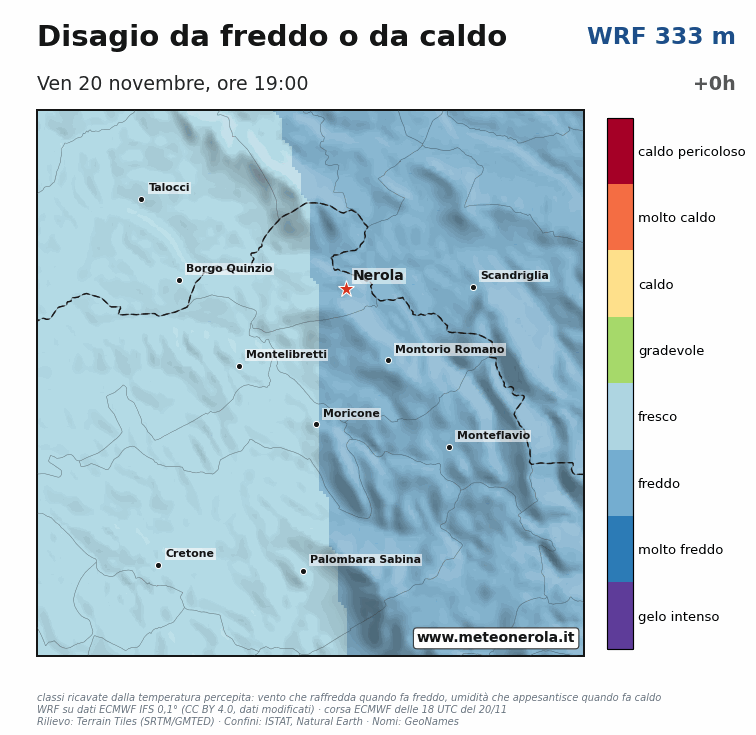 Disagio da freddo o da caldo
WRF 333 m
Ven 20 novembre, ore 19:00
+0h
caldo pericoloso
molto caldo
caldo
gradevole
fresco
freddo
molto freddo
gelo intenso
Talocci
Borgo Quinzio
Nerola
Scandriglia
Montelibretti
Montorio Romano
Moricone
Monteflavio
Cretone
Palombara Sabina
www.meteonerola.it
classi ricavate dalla temperatura percepita: vento che raffredda quando fa freddo, umidità che appesantisce quando fa caldo
WRF su dati ECMWF IFS 0,1° (CC BY 4.0, dati modificati) · corsa ECMWF delle 18 UTC del 20/11
Rilievo: Terrain Tiles (SRTM/GMTED) · Confini: ISTAT, Natural Earth · Nomi: GeoNames